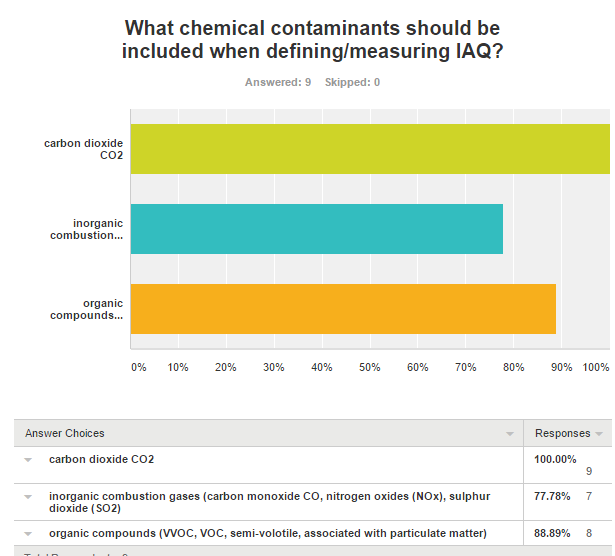 What chemical contaminants should be
included when defining/measuring IAQ?
Answered: 9 Skipped: 0
carbon dioxide
CO2
inorganic
combustion...
organic
compounds...
0% 10% 20% 30% 40% 50% 60% 70% 80% 90% 100%
Answer Choices Responses
carbon dioxide CO2 100.00%
9
inorganic combustion gases (carbon monoxide CO, nitrogen oxides (NOx), sulphur 77.78% 7
dioxide (SO2)
organic compounds (VVOC, VOC, semi-volotile, associated with particulate matter) 88.89% 8